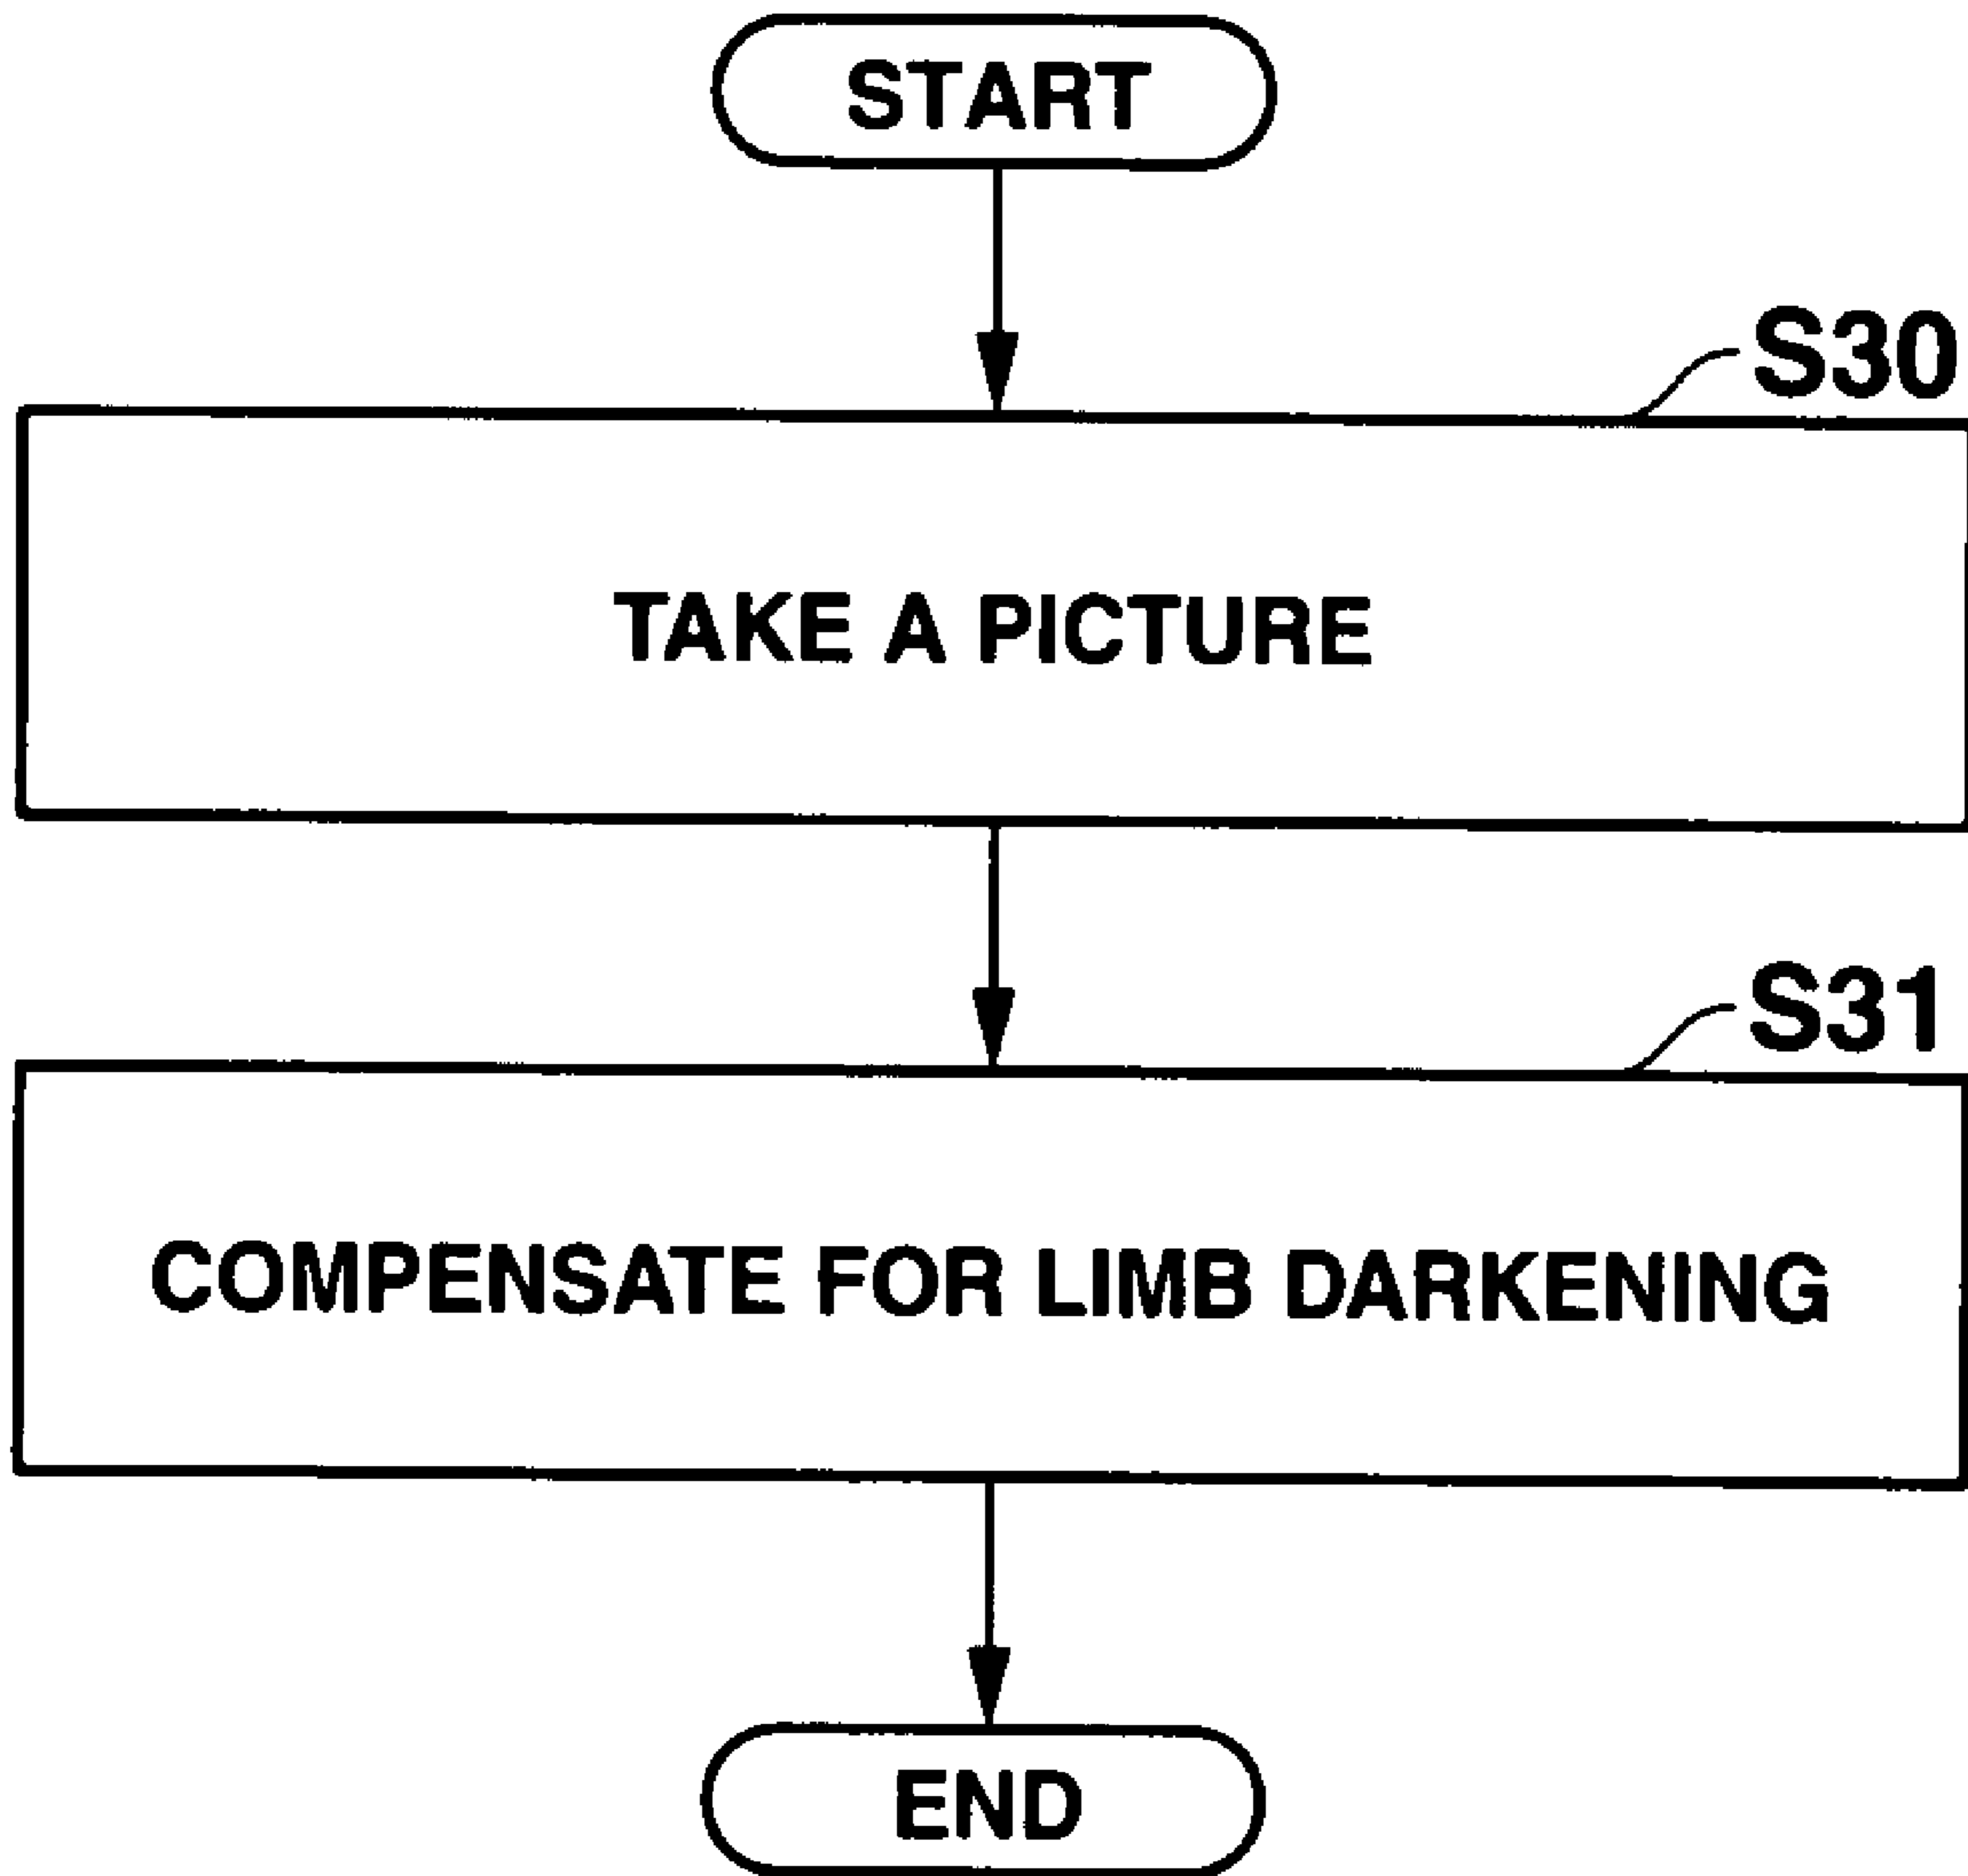 START
S30
TAKE A PICTURE
S31
COMPENSATE FOR LIMB DARKENING
END